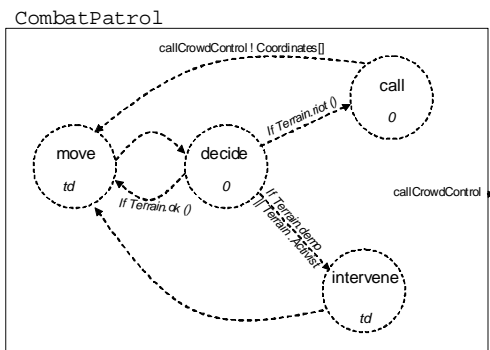 CombatPatrol
callCrowdControl ! Coordinates[]
call
0
If Terrain.riot ()
move
td
decide
0
If Terrain.ok ()
callCrowdControl
If Terrain.demo
|| Terrain .Activist
intervene
td